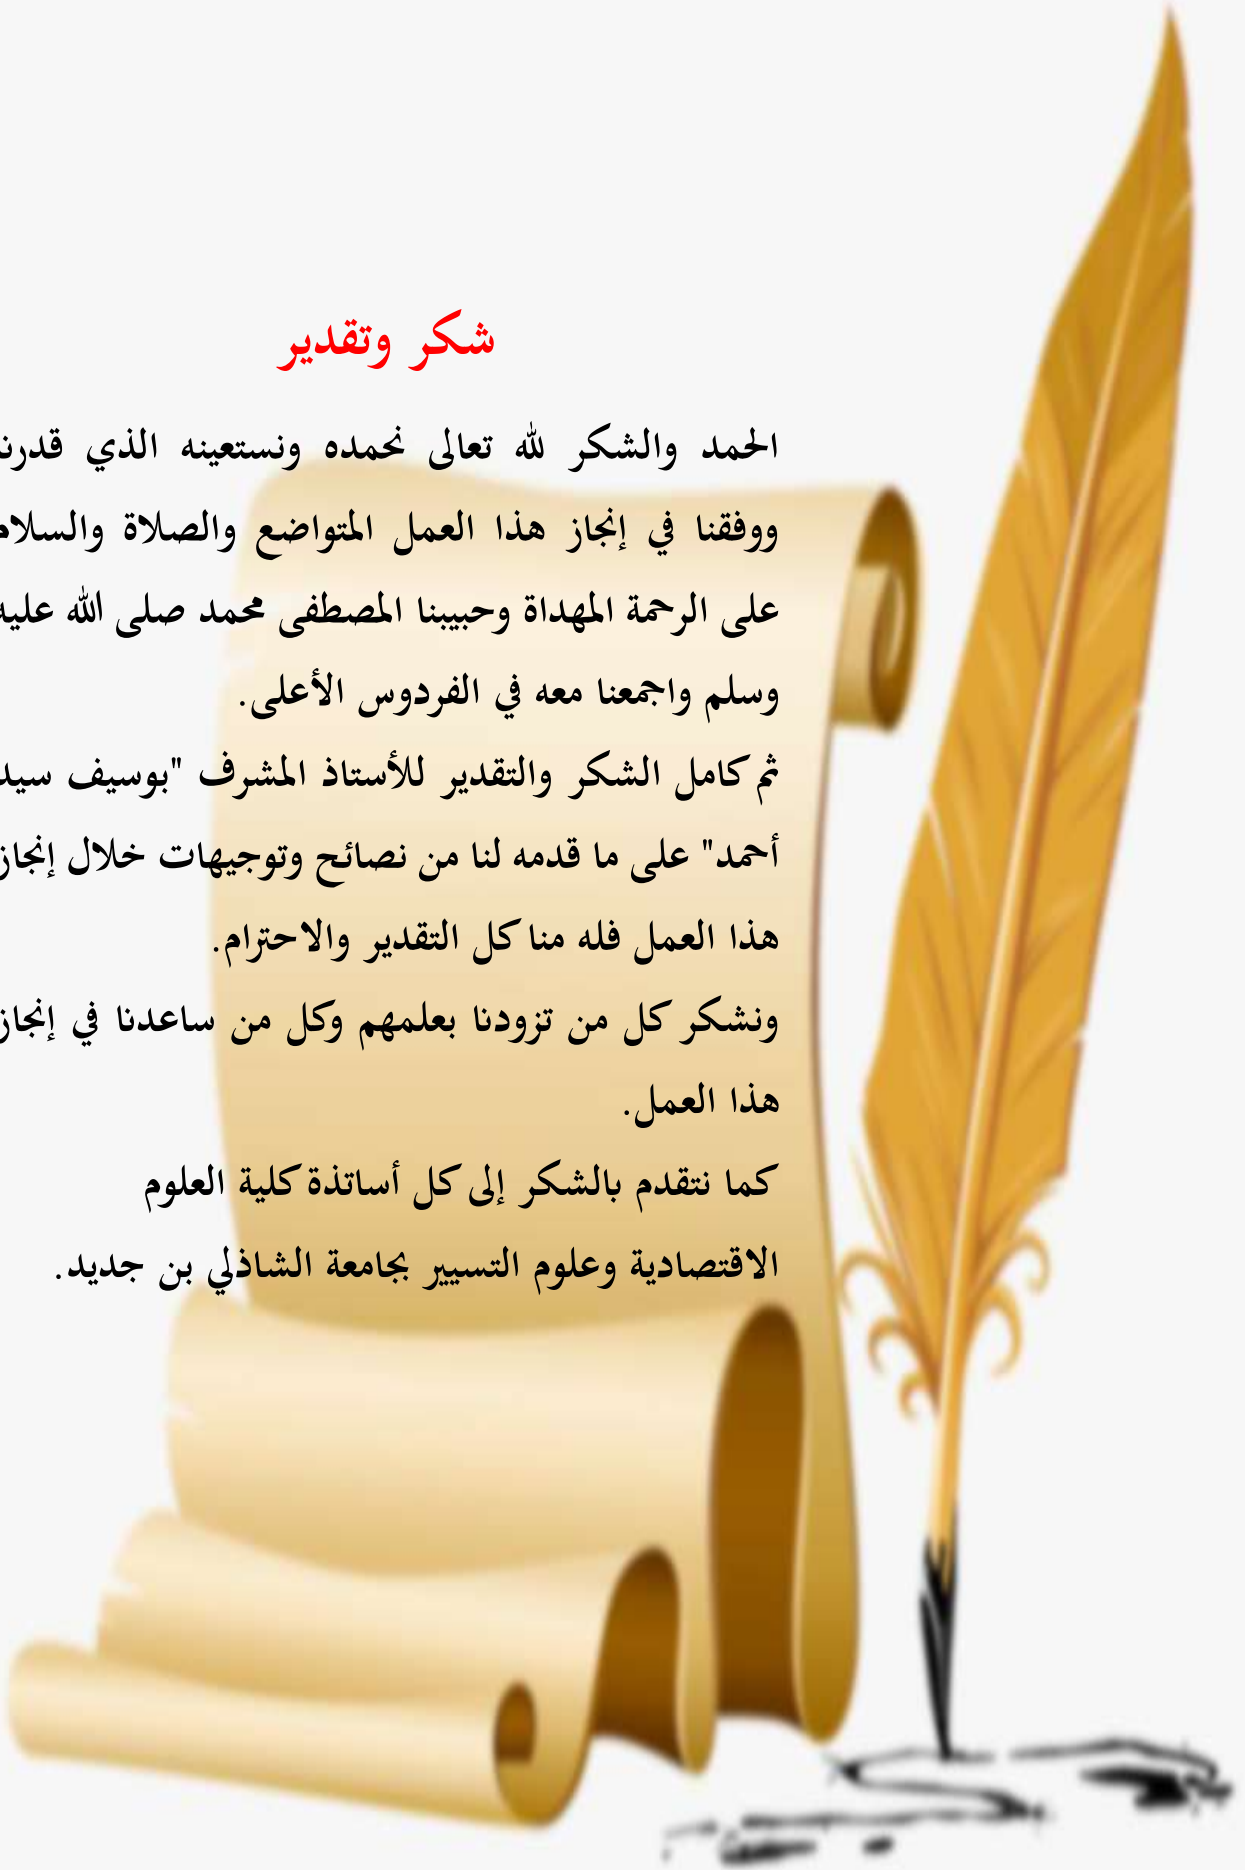 شكر وتقدير
الحمد والشكر لله تعالى نحمده ونستعينه الذي قدرنا
ووفقنا في إنجاز هذا العمل المتواضع والصلاة والسلام
على الرحمة المهداة وحبيبنا المصطفى محمد صلى الله عليه
وسلم واجمعنا معه في الفردوس الأعلى.
ثم كامل الشكر والتقدير للأستاذ المشرف "بوسيف سيد
أحمد" على ما قدمه لنا من نصائح وتوجيهات خلال إنجاز
هذا العمل فله منا كل التقدير والاحترام.
ونشكر كل من تزودنا بعلمهم وكل من ساعدنا في إنجاز
هذا العمل.
كما نتقدم بالشكر إلى كل أساتذة كلية العلوم
الاقتصادية وعلوم التسيير بجامعة الشاذلي بن جديد.